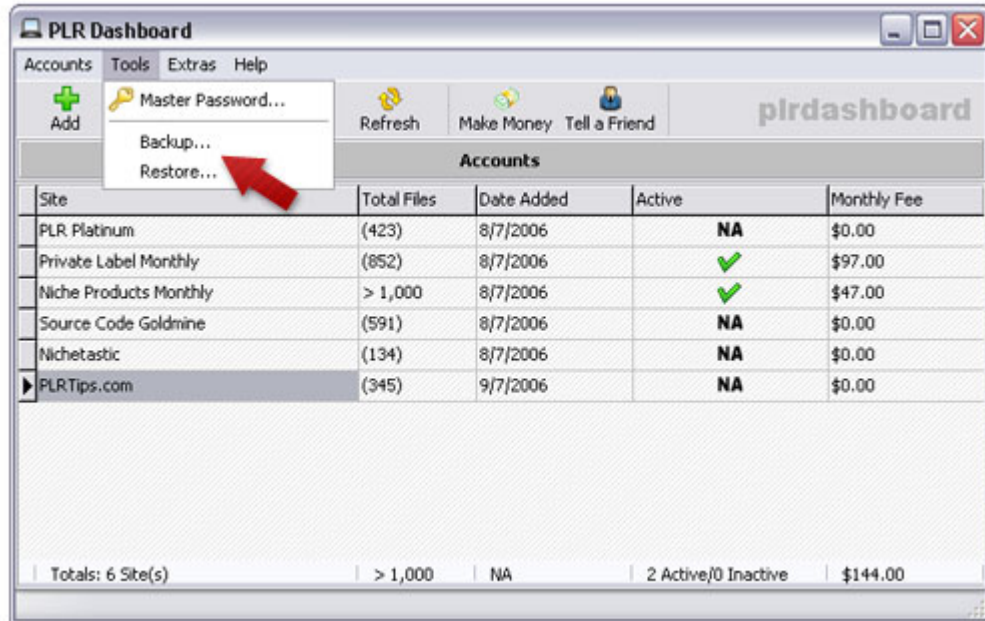 PLR Dashboard
Accounts Tools Extras Help
Master Password...
Backup...
Restore...
Add Refresh Make Money Tell a Friend plrdashboard
Accounts
Site Total Files Date Added Active Monthly Fee
PLR Platinum (423) 8/7/2006 NA $0.00
Private Label Monthly (852) 8/7/2006 $97.00
Niche Products Monthly > 1,000 8/7/2006 $47.00
Source Code Goldmine (591) 8/7/2006 NA $0.00
Nichetastic (134) 8/7/2006 NA $0.00
PLRTips.com (345) 9/7/2006 NA $0.00
Totals: 6 Site(s) > 1,000 NA 2 Active/0 Inactive $144.00